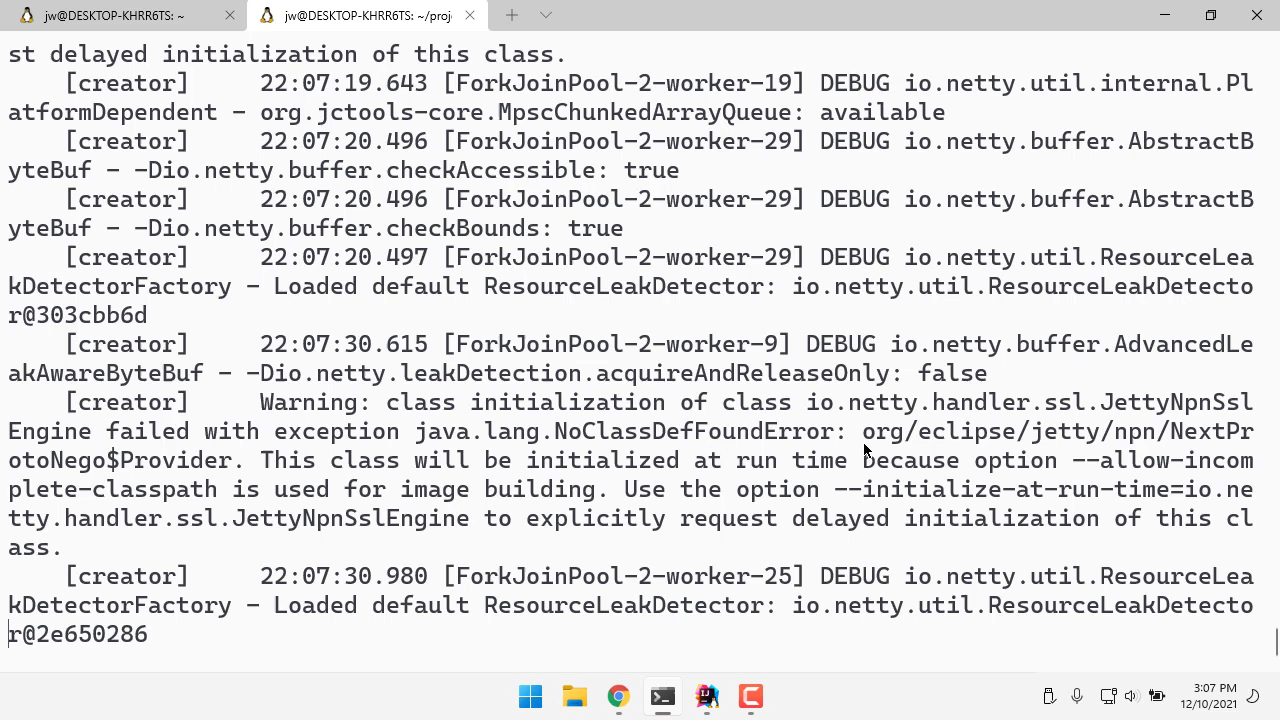 jw@DESKTOP-KHRR6TS: ~
jw@DESKTOP-KHRR6TS: ~/proj
st delayed initialization of this class.
[creator]     22:07:19.643 [ForkJoinPool-2-worker-19] DEBUG io.netty.util.internal.Pl
atformDependent - org.jctools-core.MpscChunkedArrayQueue: available
[creator]     22:07:20.496 [ForkJoinPool-2-worker-29] DEBUG io.netty.buffer.AbstractB
yteBuf - -Dio.netty.buffer.checkAccessible: true
[creator]     22:07:20.496 [ForkJoinPool-2-worker-29] DEBUG io.netty.buffer.AbstractB
yteBuf - -Dio.netty.buffer.checkBounds: true
[creator]     22:07:20.497 [ForkJoinPool-2-worker-29] DEBUG io.netty.util.ResourceLea
kDetectorFactory - Loaded default ResourceLeakDetector: io.netty.util.ResourceLeakDetecto
r@303cbb6d
[creator]     22:07:30.615 [ForkJoinPool-2-worker-9] DEBUG io.netty.buffer.AdvancedLe
akAwareByteBuf - -Dio.netty.leakDetection.acquireAndReleaseOnly: false
[creator]     Warning: class initialization of class io.netty.handler.ssl.JettyNpnSsl
Engine failed with exception java.lang.NoClassDefFoundError: org/eclipse/jetty/npn/NextPr
otoNego$Provider. This class will be initialized at run time because option --allow-incom
plete-classpath is used for image building. Use the option --initialize-at-run-time=io.ne
tty.handler.ssl.JettyNpnSslEngine to explicitly request delayed initialization of this cl
ass.
[creator]     22:07:30.980 [ForkJoinPool-2-worker-25] DEBUG io.netty.util.ResourceLea
kDetectorFactory - Loaded default ResourceLeakDetector: io.netty.util.ResourceLeakDetecto
r@2e650286
3:07 PM
12/10/2021